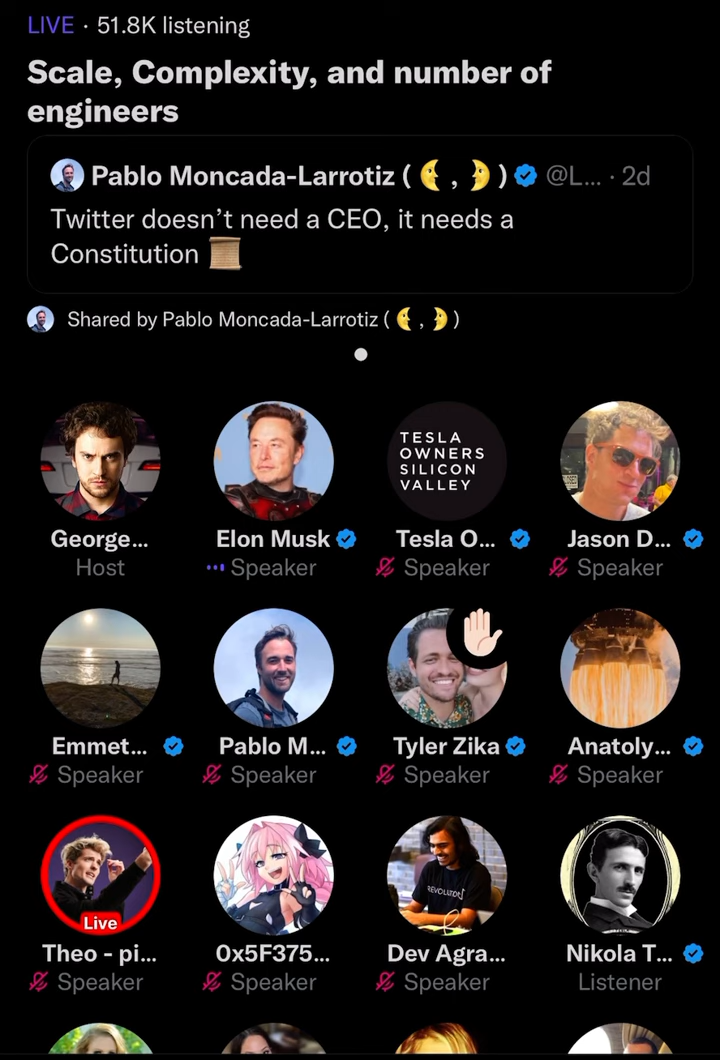 LIVE · 51.8K listening
Scale, Complexity, and number of
engineers
Pablo Moncada-Larrotiz (🌜, 🌛) @L... · 2d
Twitter doesn't need a CEO, it needs a
Constitution 📜
Shared by Pablo Moncada-Larrotiz (🌜, 🌛)
TESLA
OWNERS
SILICON
VALLEY
George... Elon Musk Tesla O... Jason D...
Host Speaker Speaker Speaker
Emmet... Pablo M... Tyler Zika Anatoly...
Speaker Speaker Speaker Speaker
REVOLUTION
Live
Theo - pi... 0x5F375... Dev Agra... Nikola T...
Speaker Speaker Speaker Listener